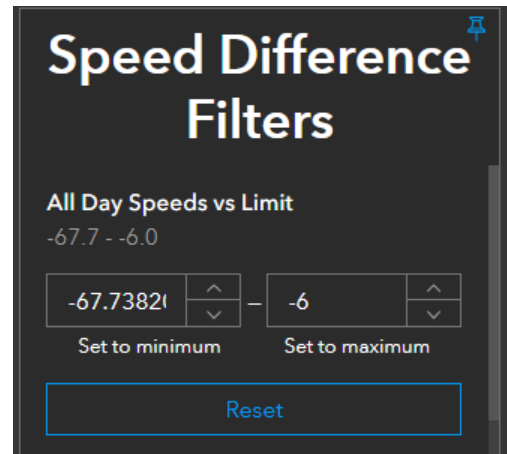 Speed Difference
Filters
All Day Speeds vs Limit
-67.7 - -6.0
-67.7382 – -6
Set to minimum Set to maximum
Reset